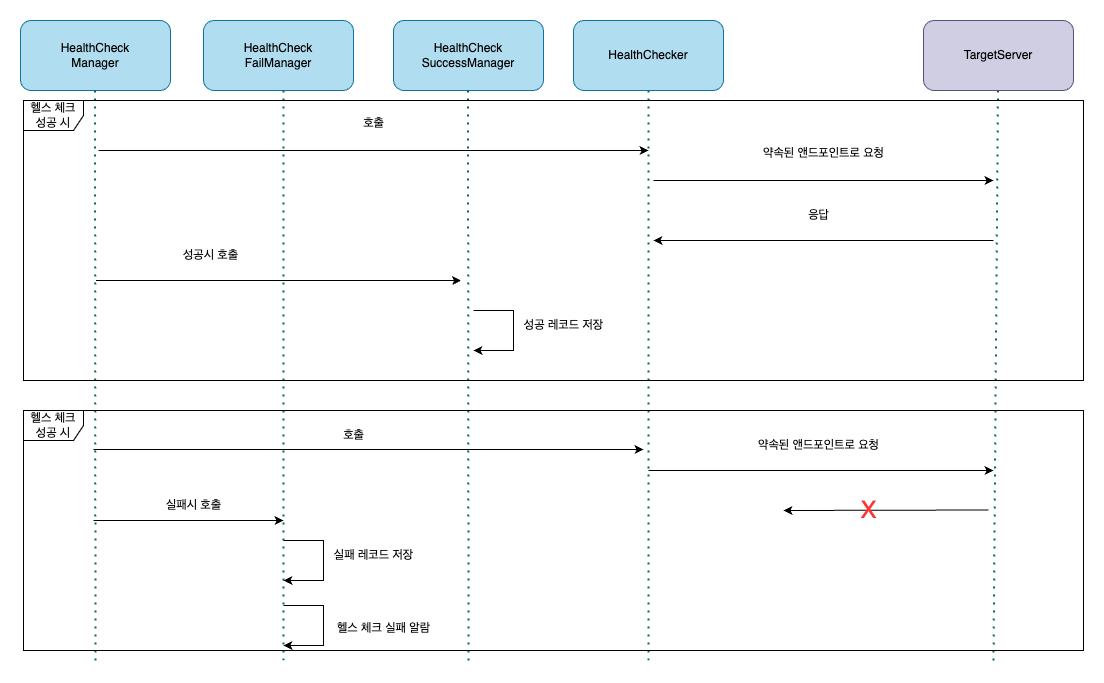 HealthCheck
Manager
HealthCheck
FailManager
HealthCheck
SuccessManager
HealthChecker
TargetServer
헬스 체크
성공 시
호출
약속된 앤드포인트로 요청
응답
성공시 호출
성공 레코드 저장
헬스 체크
성공 시
호출
약속된 앤드포인트로 요청
실패시 호출
X
실패 레코드 저장
헬스 체크 실패 알람